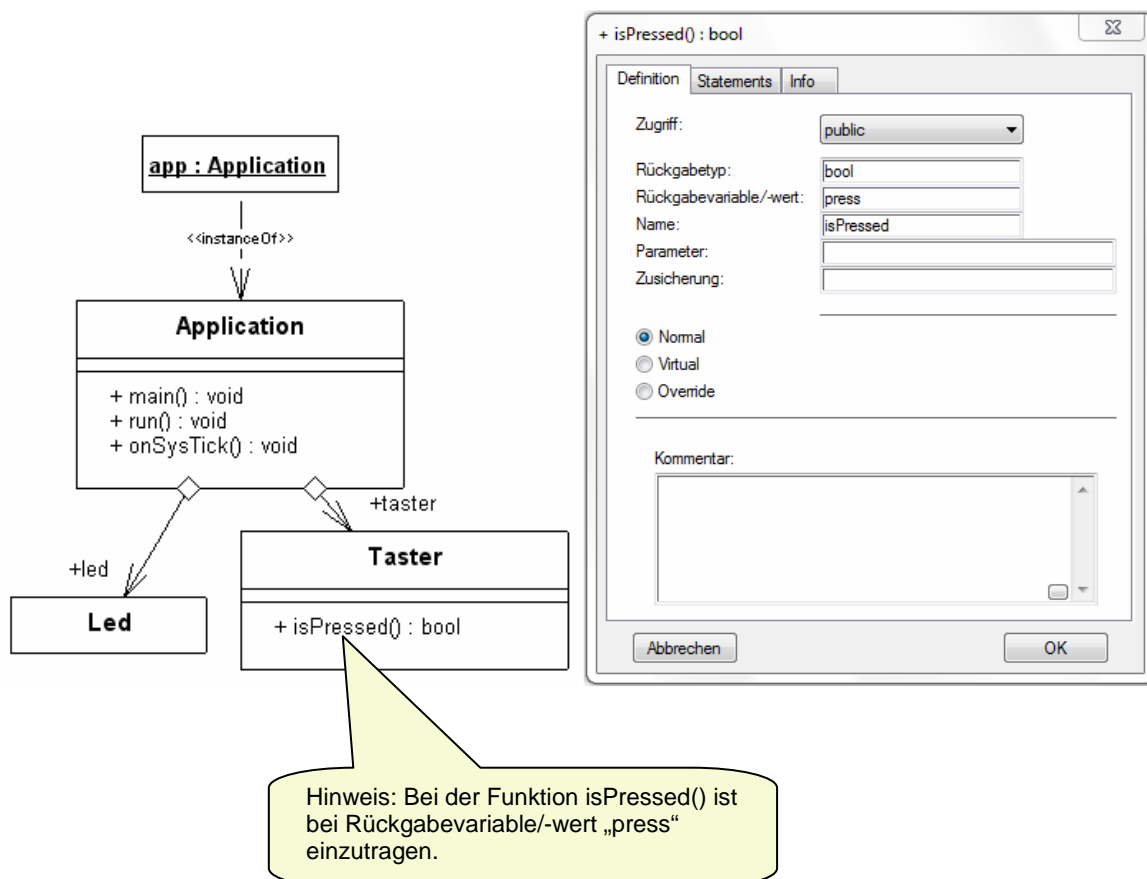 app : Application
<<instanceOf>>
Application
+ main() : void
+ run() : void
+ onSysTick() : void
+taster
+led
Taster
+ isPressed() : bool
Led
Hinweis: Bei der Funktion isPressed() ist
bei Rückgabevariable/-wert „press“
einzutragen.
+ isPressed() : bool
Definition Statements Info
Zugriff: public
Rückgabetyp: bool
Rückgabevariable/-wert: press
Name: isPressed
Parameter:
Zusicherung:
Normal
Virtual
Override
Kommentar:
Abbrechen OK